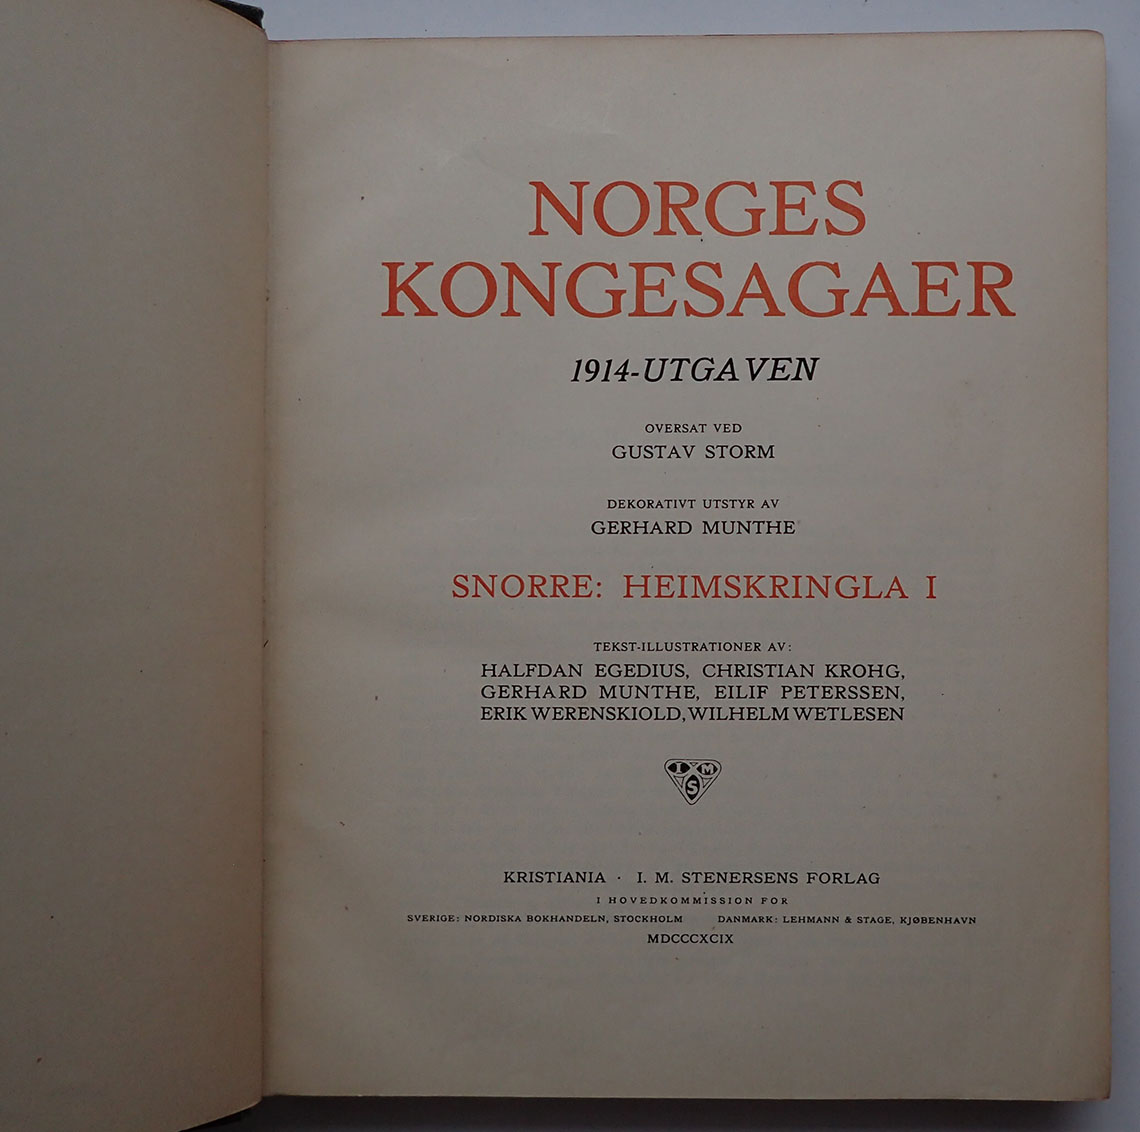 NORGES
KONGESAGAER
1914-UTGAVEN
OVERSAT VED
GUSTAV STORM
DEKORATIVT UTSTYR AV
GERHARD MUNTHE
SNORRE: HEIMSKRINGLA I
TEKST-ILLUSTRATIONER AV:
HALFDAN EGEDIUS, CHRISTIAN KROHG,
GERHARD MUNTHE, EILIF PETERSSEN,
ERIK WERENSKIOLD, WILHELM WETLESEN
I M
S
KRISTIANIA · I. M. STENERSENS FORLAG
I HOVEDKOMMISSION FOR
SVERIGE: NORDISKA BOKHANDELN, STOCKHOLM DANMARK: LEHMANN & STAGE, KJØBENHAVN
MDCCCXCIX